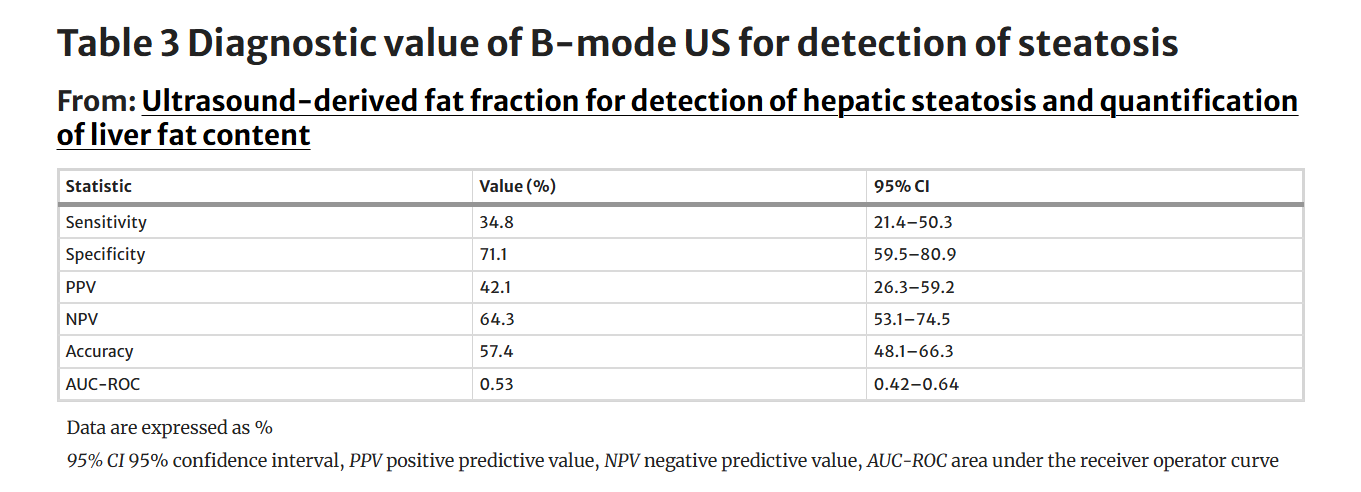 Table 3 Diagnostic value of B-mode US for detection of steatosis
From: Ultrasound-derived fat fraction for detection of hepatic steatosis and quantification
of liver fat content
Statistic Value (%) 95% CI
Sensitivity 34.8 21.4–50.3
Specificity 71.1 59.5–80.9
PPV 42.1 26.3–59.2
NPV 64.3 53.1–74.5
Accuracy 57.4 48.1–66.3
AUC-ROC 0.53 0.42–0.64
Data are expressed as %
95% CI 95% confidence interval, PPV positive predictive value, NPV negative predictive value, AUC-ROC area under the receiver operator curve